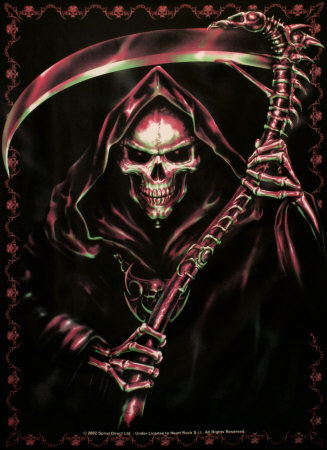 © 2002 Spiral Direct Ltd. - Under License to Heart Rock S.r.l. All Rights Reserved.